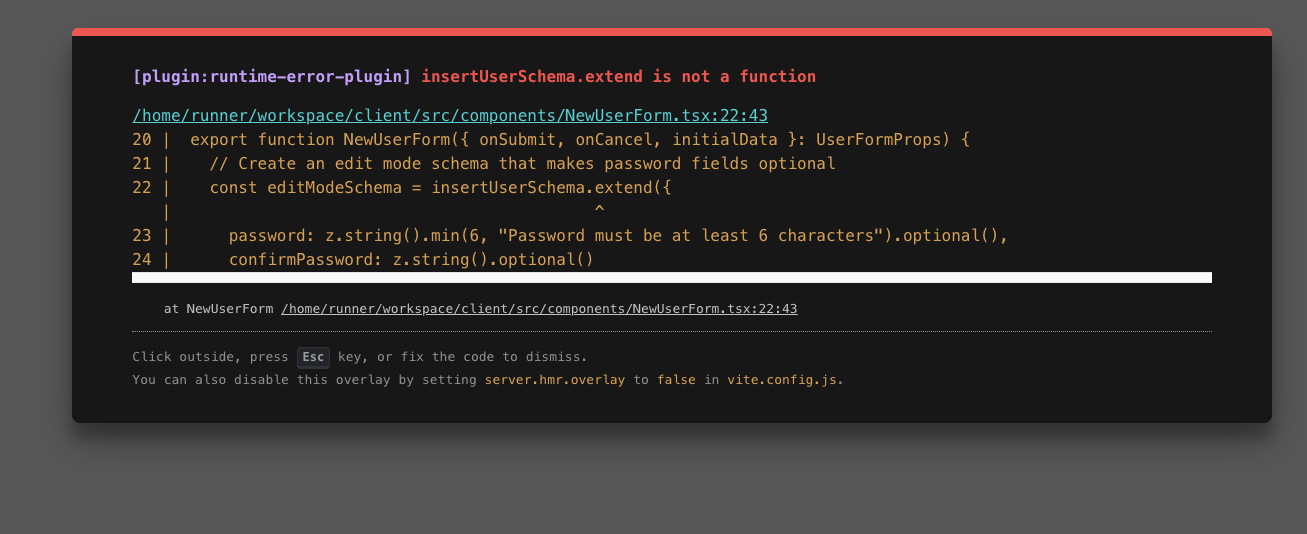 [plugin:runtime-error-plugin] insertUserSchema.extend is not a function
/home/runner/workspace/client/src/components/NewUserForm.tsx:22:43
20 |  export function NewUserForm({ onSubmit, onCancel, initialData }: UserFormProps) {
21 |    // Create an edit mode schema that makes password fields optional
22 |    const editModeSchema = insertUserSchema.extend({
   |                                            ^
23 |      password: z.string().min(6, "Password must be at least 6 characters").optional(),
24 |      confirmPassword: z.string().optional()
at NewUserForm /home/runner/workspace/client/src/components/NewUserForm.tsx:22:43
Click outside, press Esc key, or fix the code to dismiss.
You can also disable this overlay by setting server.hmr.overlay to false in vite.config.js.